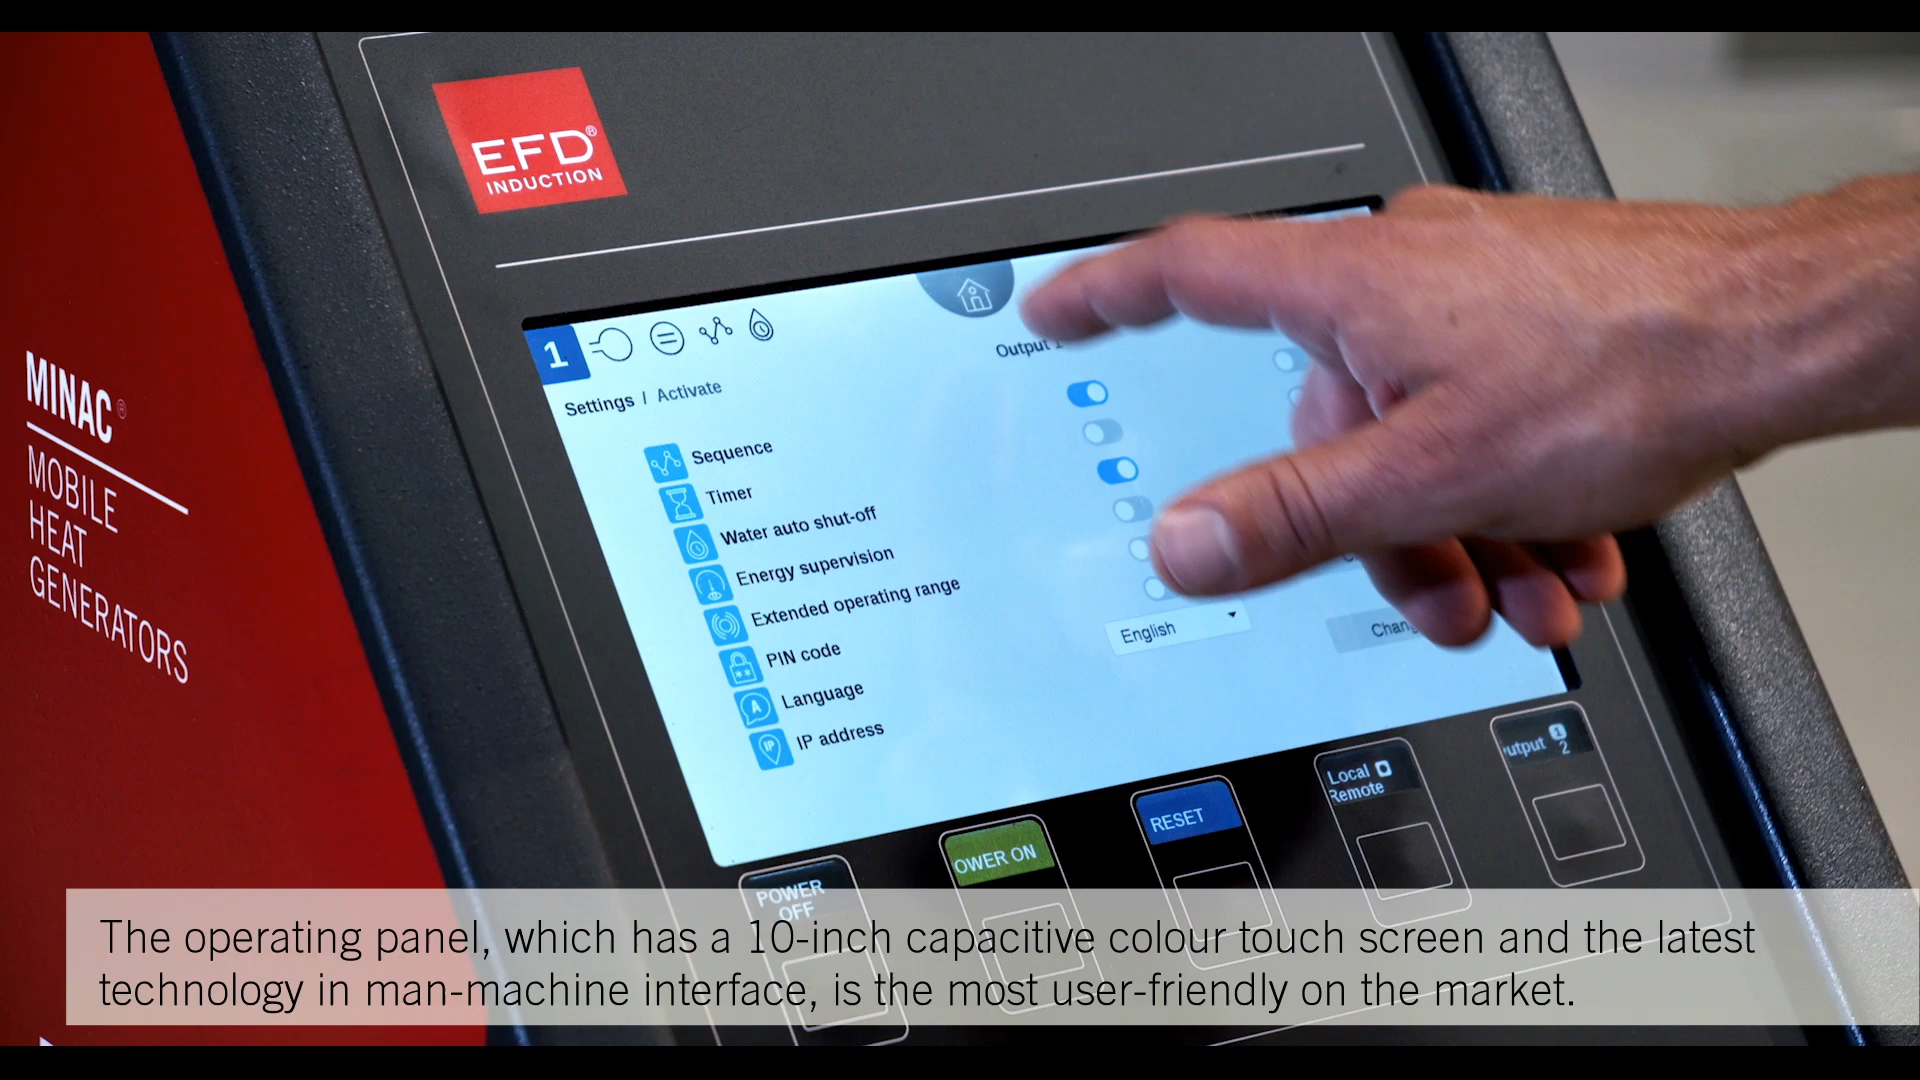 EFD®
INDUCTION
MINAC®
MOBILE
HEAT
GENERATORS
1
Output
Settings / Activate
Sequence
Timer
Water auto shut-off
Energy supervision
Extended operating range
PIN code
Language
English
IP address
POWER
OFF
OWER ON
RESET
Local
Remote
utput 1
2
The operating panel, which has a 10-inch capacitive colour touch screen and the latest
technology in man-machine interface, is the most user-friendly on the market.